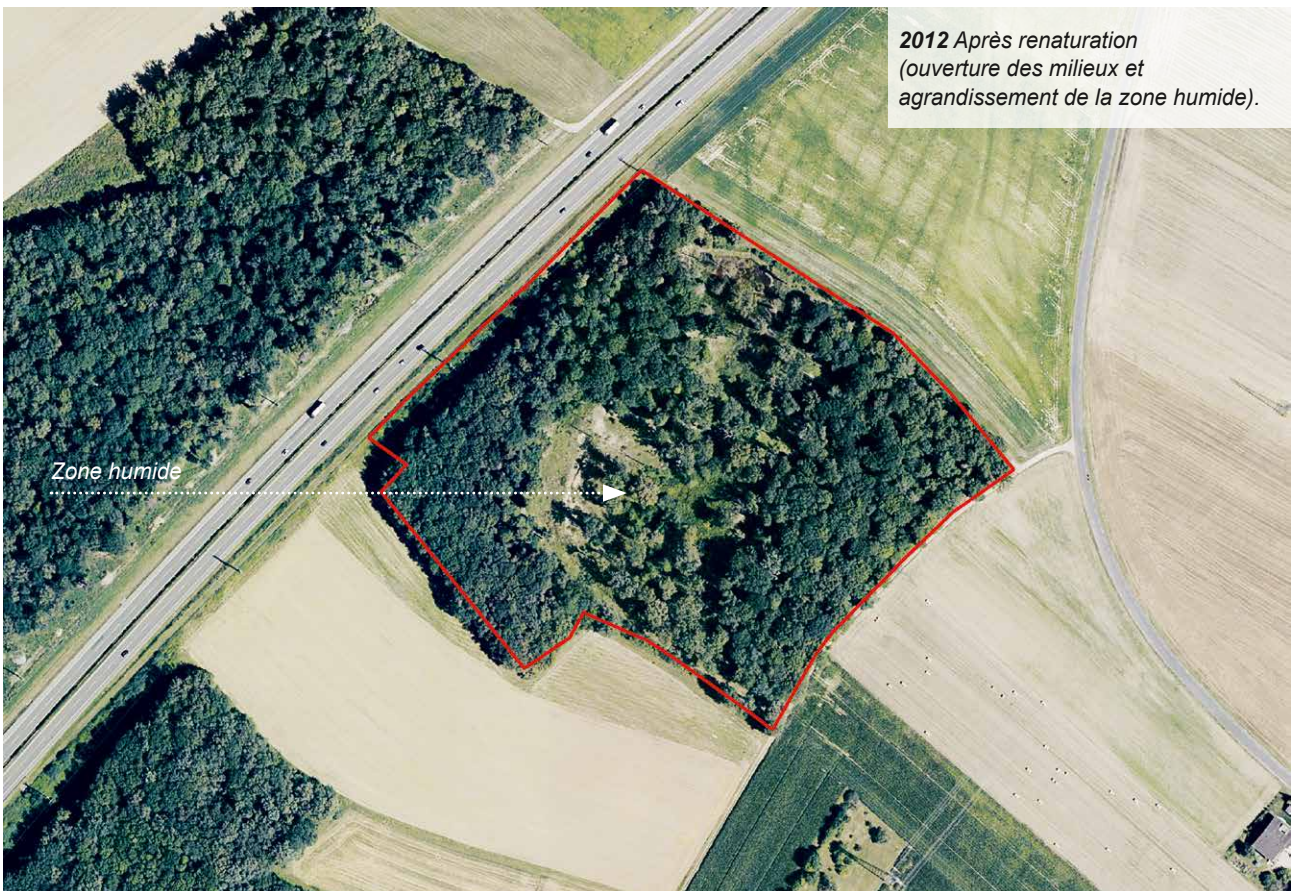 2012 Après renaturation
(ouverture des milieux et
agrandissement de la zone humide).
Zone humide